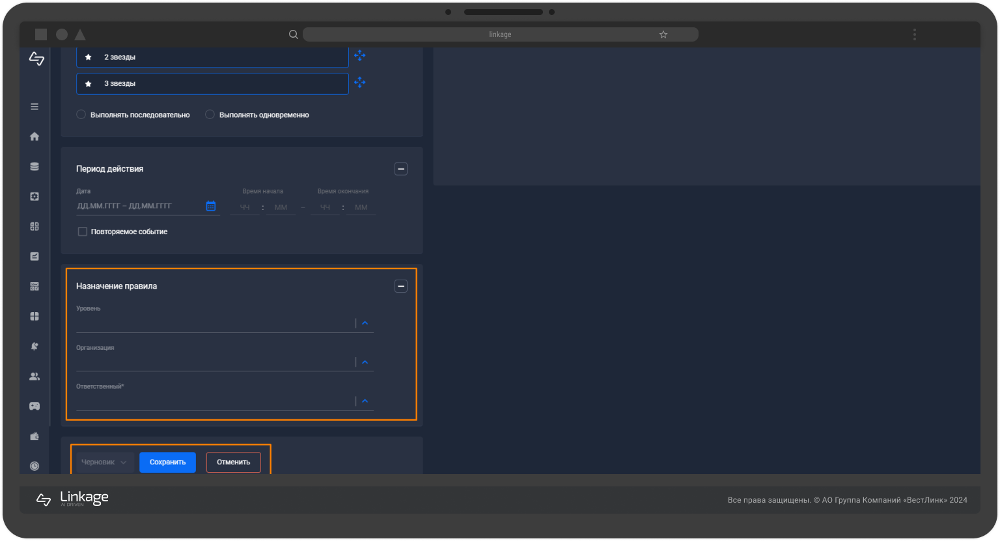 linkage
2 звезды
3 звезды
Выполнять последовательно Выполнять одновременно
Период действия
Дата Время начала Время окончания
ДД.ММ.ГГГГ – ДД.ММ.ГГГГ ЧЧ : ММ – ЧЧ : ММ
Повторяемое событие
Назначение правила
Уровень
Организация
Ответственный*
Черновик Сохранить Отменить
Linkage
AI DRIVEN
Все права защищены. © АО Группа Компаний «ВестЛинк» 2024